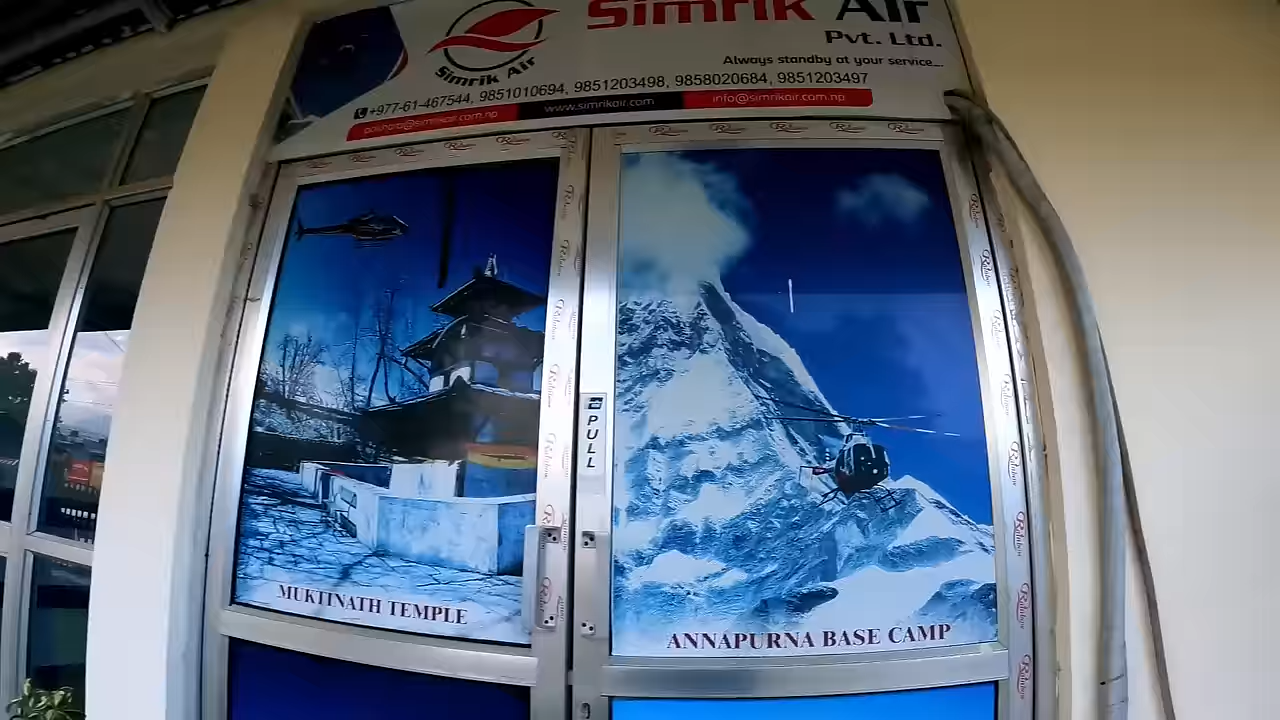 Simrik Air
Simrik Air
Pvt. Ltd.
Always standby at your service...
+977-61-467544, 9851010694, 9851203498, 9858020684, 9851203497
pokhara@simrikair.com.np
www.simrikair.com
info@simrikair.com.np
PULL
MUKTINATH TEMPLE
ANNAPURNA BASE CAMP